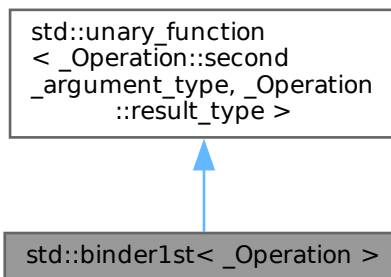 std::unary_function
< _Operation::second
_argument_type, _Operation
::result_type >
std::binder1st< _Operation >